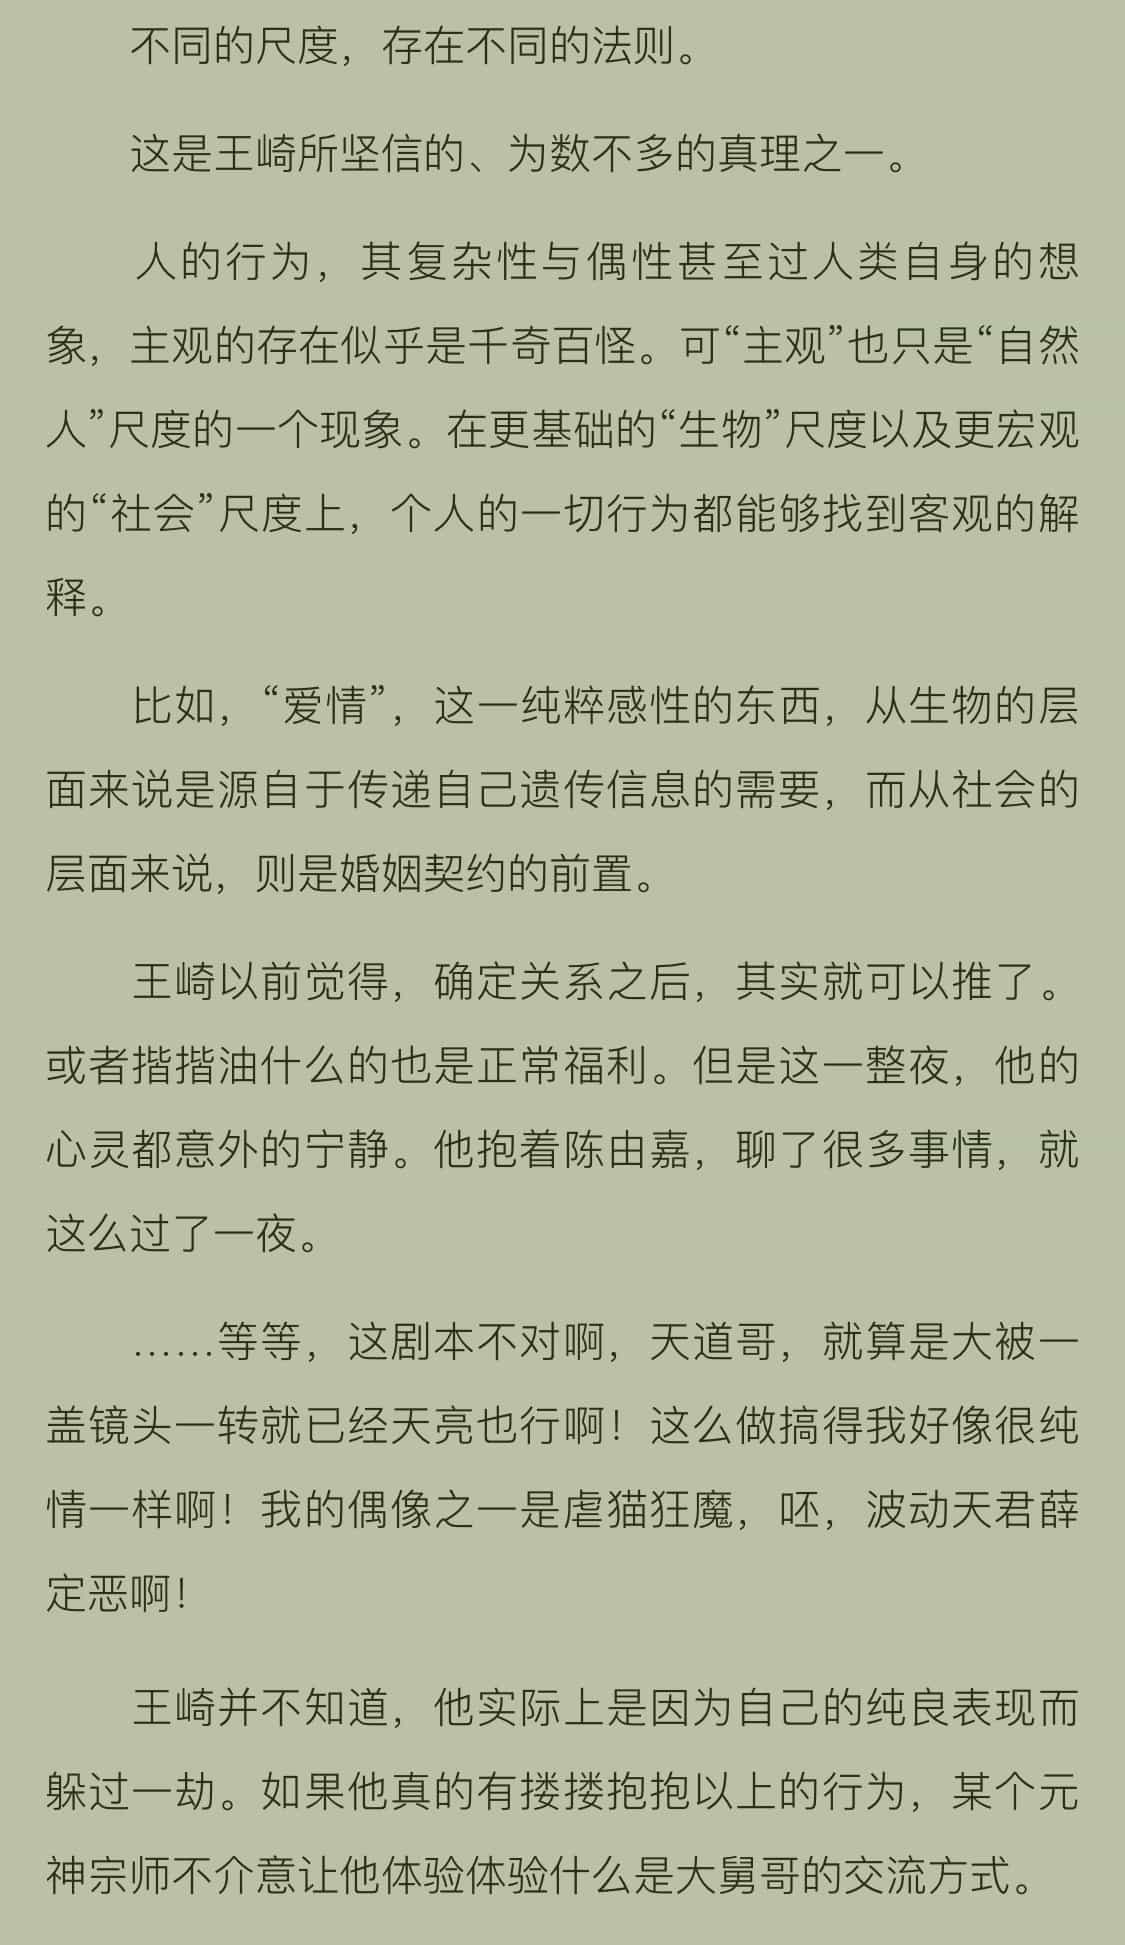 不同的尺度，存在不同的法则。
这是王崎所坚信的、为数不多的真理之一。
人的行为，其复杂性与偶性甚至过人类自身的想
象，主观的存在似乎是千奇百怪。可“主观”也只是“自然
人”尺度的一个现象。在更基础的“生物”尺度以及更宏观
的“社会”尺度上，个人的一切行为都能够找到客观的解
释。
比如，“爱情”，这一纯粹感性的东西，从生物的层
面来说是源自于传递自己遗传信息的需要，而从社会的
层面来说，则是婚姻契约的前置。
王崎以前觉得，确定关系之后，其实就可以推了。
或者揩揩油什么的也是正常福利。但是这一整夜，他的
心灵都意外的宁静。他抱着陈由嘉，聊了很多事情，就
这么过了一夜。
……等等，这剧本不对啊，天道哥，就算是大被一
盖镜头一转就已经天亮也行啊！这么做搞得我好像很纯
情一样啊！我的偶像之一是虐猫狂魔，呸，波动天君薛
定恶啊！
王崎并不知道，他实际上是因为自己的纯良表现而
躲过一劫。如果他真的有搂搂抱抱以上的行为，某个元
神宗师不介意让他体验体验什么是大舅哥的交流方式。